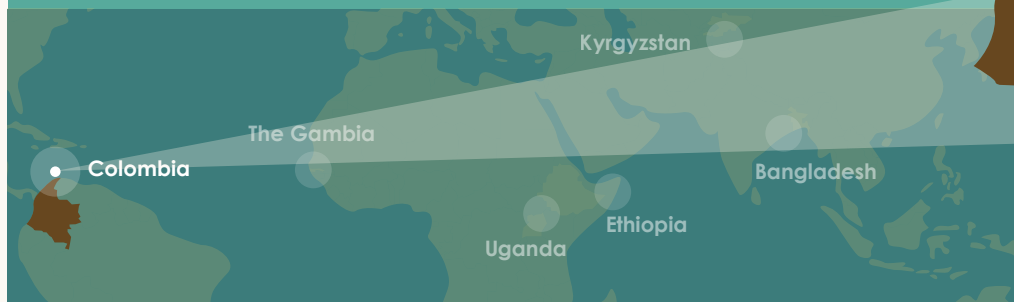 Kyrgyzstan
The Gambia
Colombia
Bangladesh
Ethiopia
Uganda